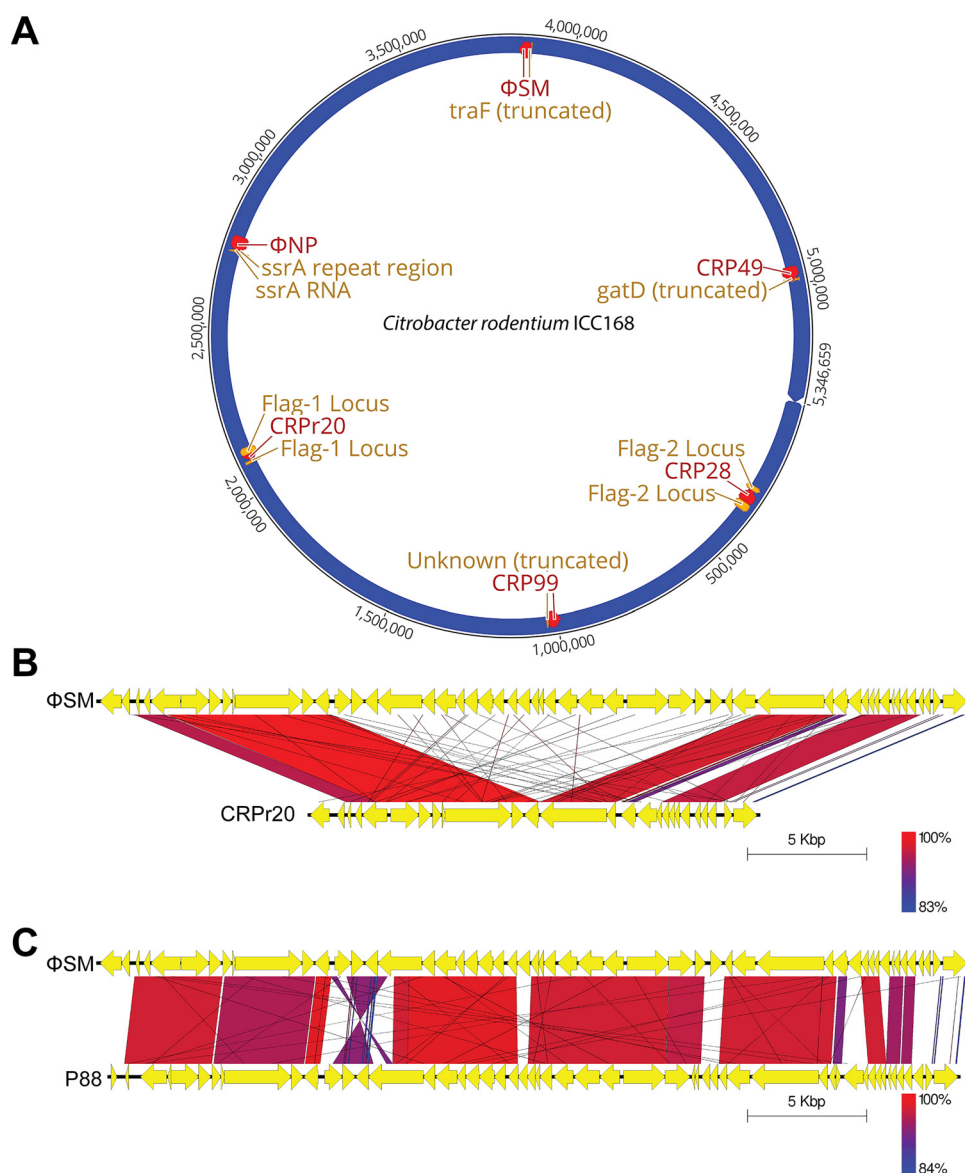 A
3,500,000
4,000,000
ΦSM
traF (truncated)
4,500,000
3,000,000
ΦNP
ssrA repeat region
ssrA RNA
CRP49
gatD (truncated)
5,000,000
Citrobacter rodentium ICC168
2,500,000
5,346,659
Flag-1 Locus
CRPr20
Flag-1 Locus
Flag-2 Locus
CRP28
Flag-2 Locus
2,000,000
500,000
Unknown (truncated)
CRP99
1,500,000
1,000,000
B
ΦSM
CRPr20
5 Kbp
100%
83%
C
ΦSM
P88
5 Kbp
100%
84%